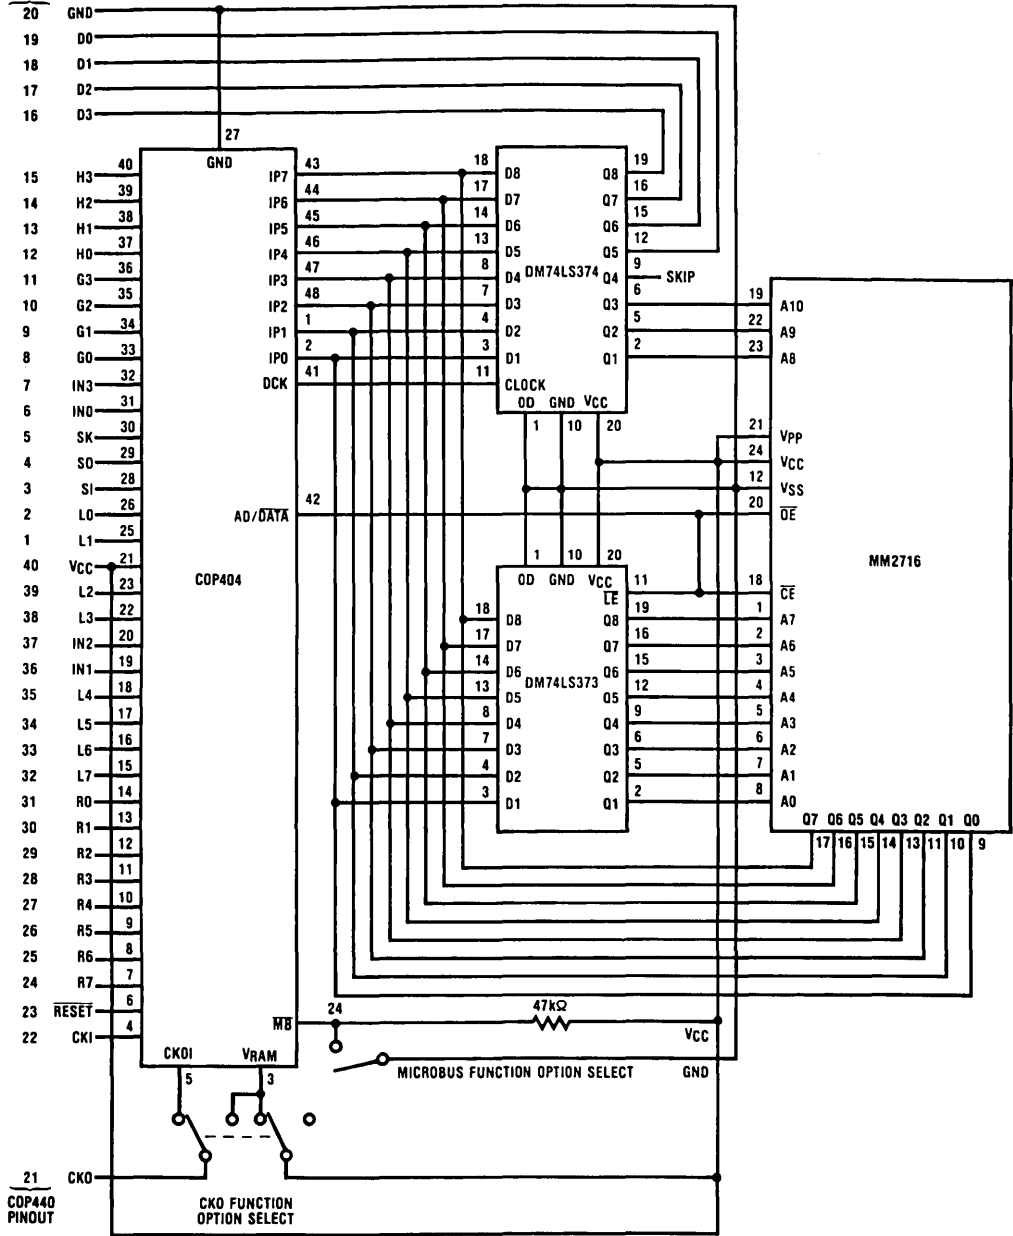 20 GND
19 D0
18 D1
17 D2
16 D3
27
GND
15 H3 40
14 H2 39
13 H1 38
12 H0 37
11 G3 36
10 G2 35
9 G1 34
8 G0 33
7 IN3 32
6 IN0 31
5 SK 30
4 SO 29
3 SI 28
2 L0 26
1 L1 25
40 VCC 21
39 L2 23
38 L3 22
37 IN2 20
36 IN1 19
35 L4 18
34 L5 17
33 L6 16
32 L7 15
31 R0 14
30 R1 13
29 R2 12
28 R3 11
27 R4 10
26 R5 9
25 R6 8
24 R7 7
23 RESET 6
22 CKI 4
21 CKO
COP440
PINOUT
COP404
IP7 43
IP6 44
IP5 45
IP4 46
IP3 47
IP2 48
IP1 1
IP0 2
DCK 41
AD/DATA 42
MB 24
CKOI 5
VRAM 3
CKO FUNCTION
OPTION SELECT
47kΩ
VCC
MICROBUS FUNCTION OPTION SELECT GND
DM74LS374
18 D8 Q8 19
17 D7 Q7 16
14 D6 Q6 15
13 D5 Q5 12
8 D4 Q4 9 SKIP
7 D3 Q3 6
4 D2 Q2 5
3 D1 Q1 2
11 CLOCK
OD GND VCC
1 10 20
1 10 20
OD GND VCC
LE 11
DM74LS373
18 D8 Q8 19
17 D7 Q7 16
14 D6 Q6 15
13 D5 Q5 12
8 D4 Q4 9
7 D3 Q3 6
4 D2 Q2 5
3 D1 Q1 2
MM2716
19 A10
22 A9
23 A8
21 VPP
24 VCC
12 VSS
20 OE
18 CE
1 A7
2 A6
3 A5
4 A4
5 A3
6 A2
7 A1
8 A0
Q7 Q6 Q5 Q4 Q3 Q2 Q1 Q0
17 16 15 14 13 11 10 9